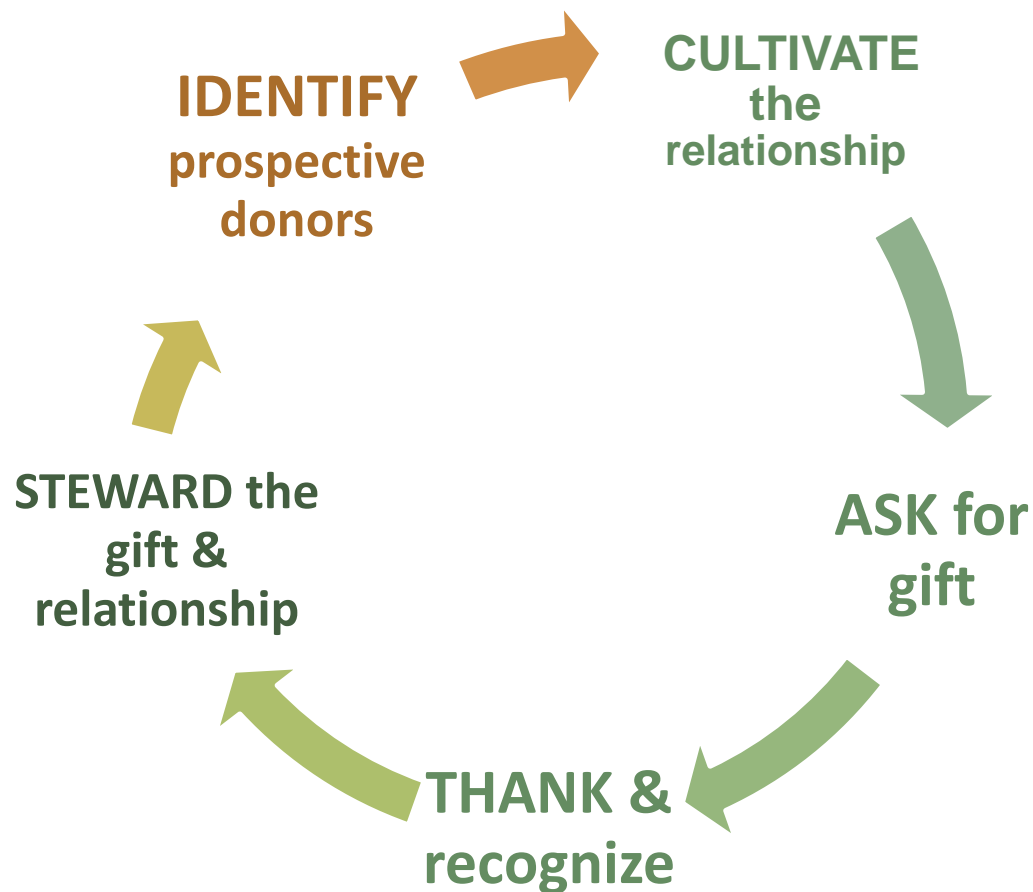 IDENTIFY
prospective
donors
CULTIVATE
the
relationship
ASK for
gift
THANK &
recognize
STEWARD the
gift &
relationship